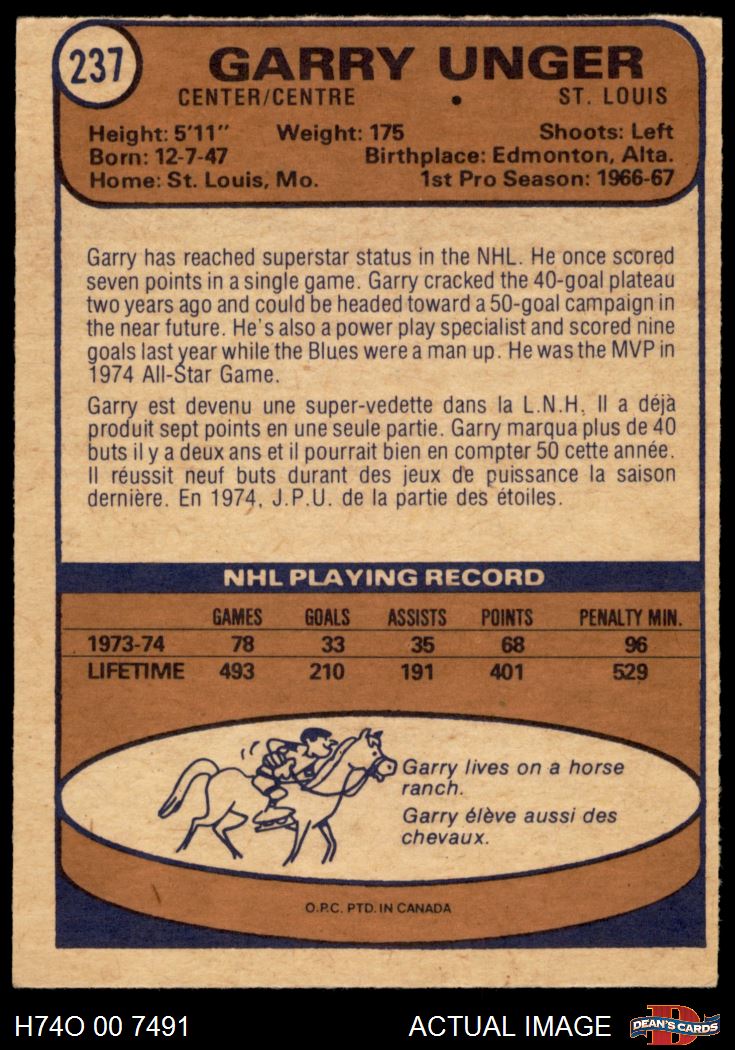 237
GARRY UNGER
CENTER/CENTRE • ST. LOUIS
Height: 5'11" Weight: 175 Shoots: Left
Born: 12-7-47 Birthplace: Edmonton, Alta.
Home: St. Louis, Mo. 1st Pro Season: 1966-67
Garry has reached superstar status in the NHL. He once scored
seven points in a single game. Garry cracked the 40-goal plateau
two years ago and could be headed toward a 50-goal campaign in
the near future. He's also a power play specialist and scored nine
goals last year while the Blues were a man up. He was the MVP in
1974 All-Star Game.
Garry est devenu une super-vedette dans la L.N.H. Il a déjà
produit sept points en une seule partie. Garry marqua plus de 40
buts il y a deux ans et il pourrait bien en compter 50 cette année.
Il réussit neuf buts durant des jeux de puissance la saison
dernière. En 1974, J.P.U. de la partie des étoiles.
NHL PLAYING RECORD
GAMES GOALS ASSISTS POINTS PENALTY MIN.
1973-74 78 33 35 68 96
LIFETIME 493 210 191 401 529
Garry lives on a horse
ranch.
Garry élève aussi des
chevaux.
O.P.C. PTD. IN CANADA
H74O 00 7491 ACTUAL IMAGE D DEAN'S CARDS